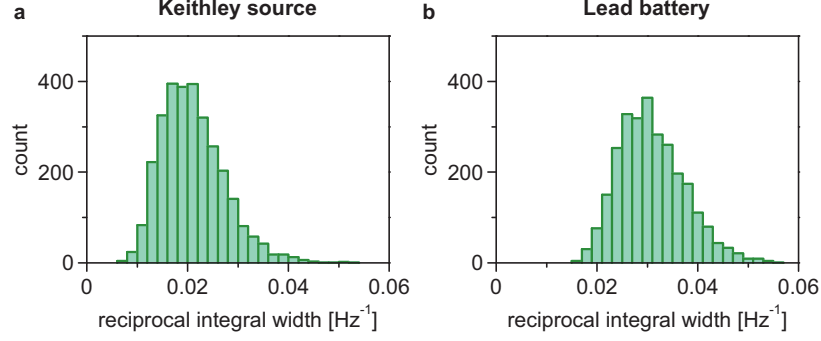 a
Keithley source
400
200
0
count
0
0.02
0.04
0.06
reciprocal integral width [Hz⁻¹]
b
Lead battery
400
200
0
count
0
0.02
0.04
0.06
reciprocal integral width [Hz⁻¹]